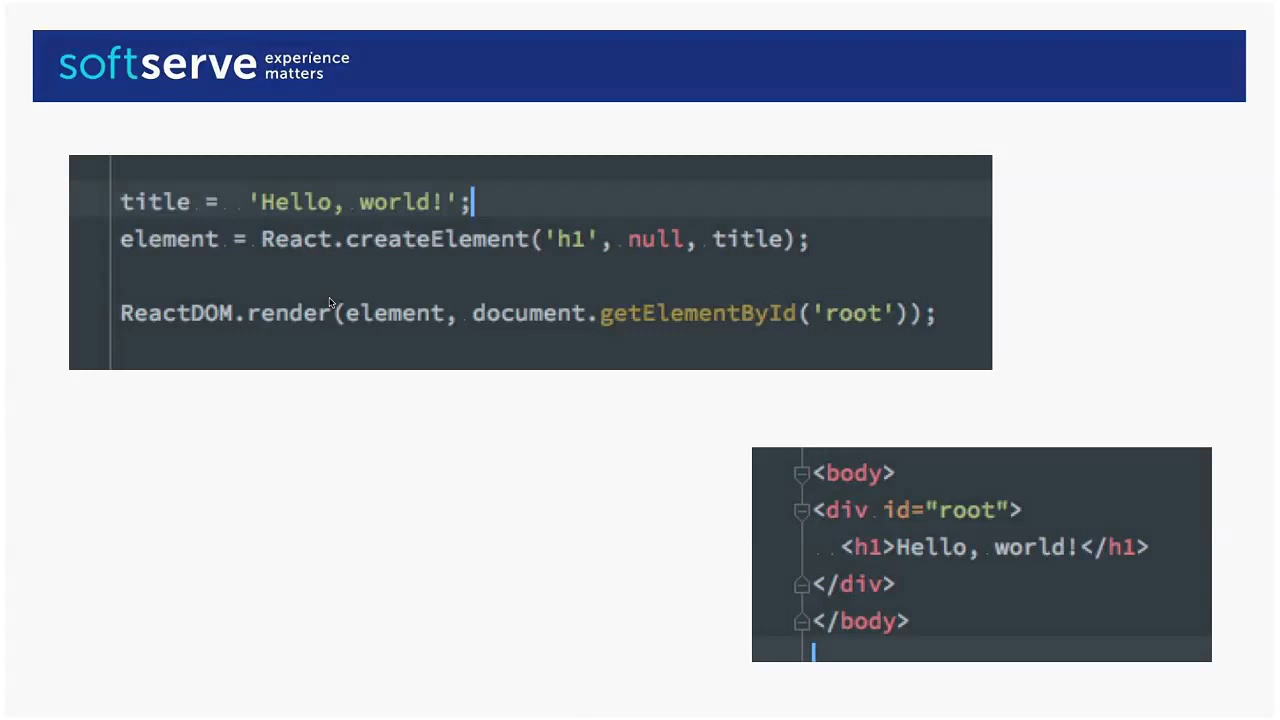 softserve experience matters
title = 'Hello, world!';
element = React.createElement('h1', null, title);
ReactDOM.render(element, document.getElementById('root'));
<body>
<div id="root">
<h1>Hello, world!</h1>
</div>
</body>